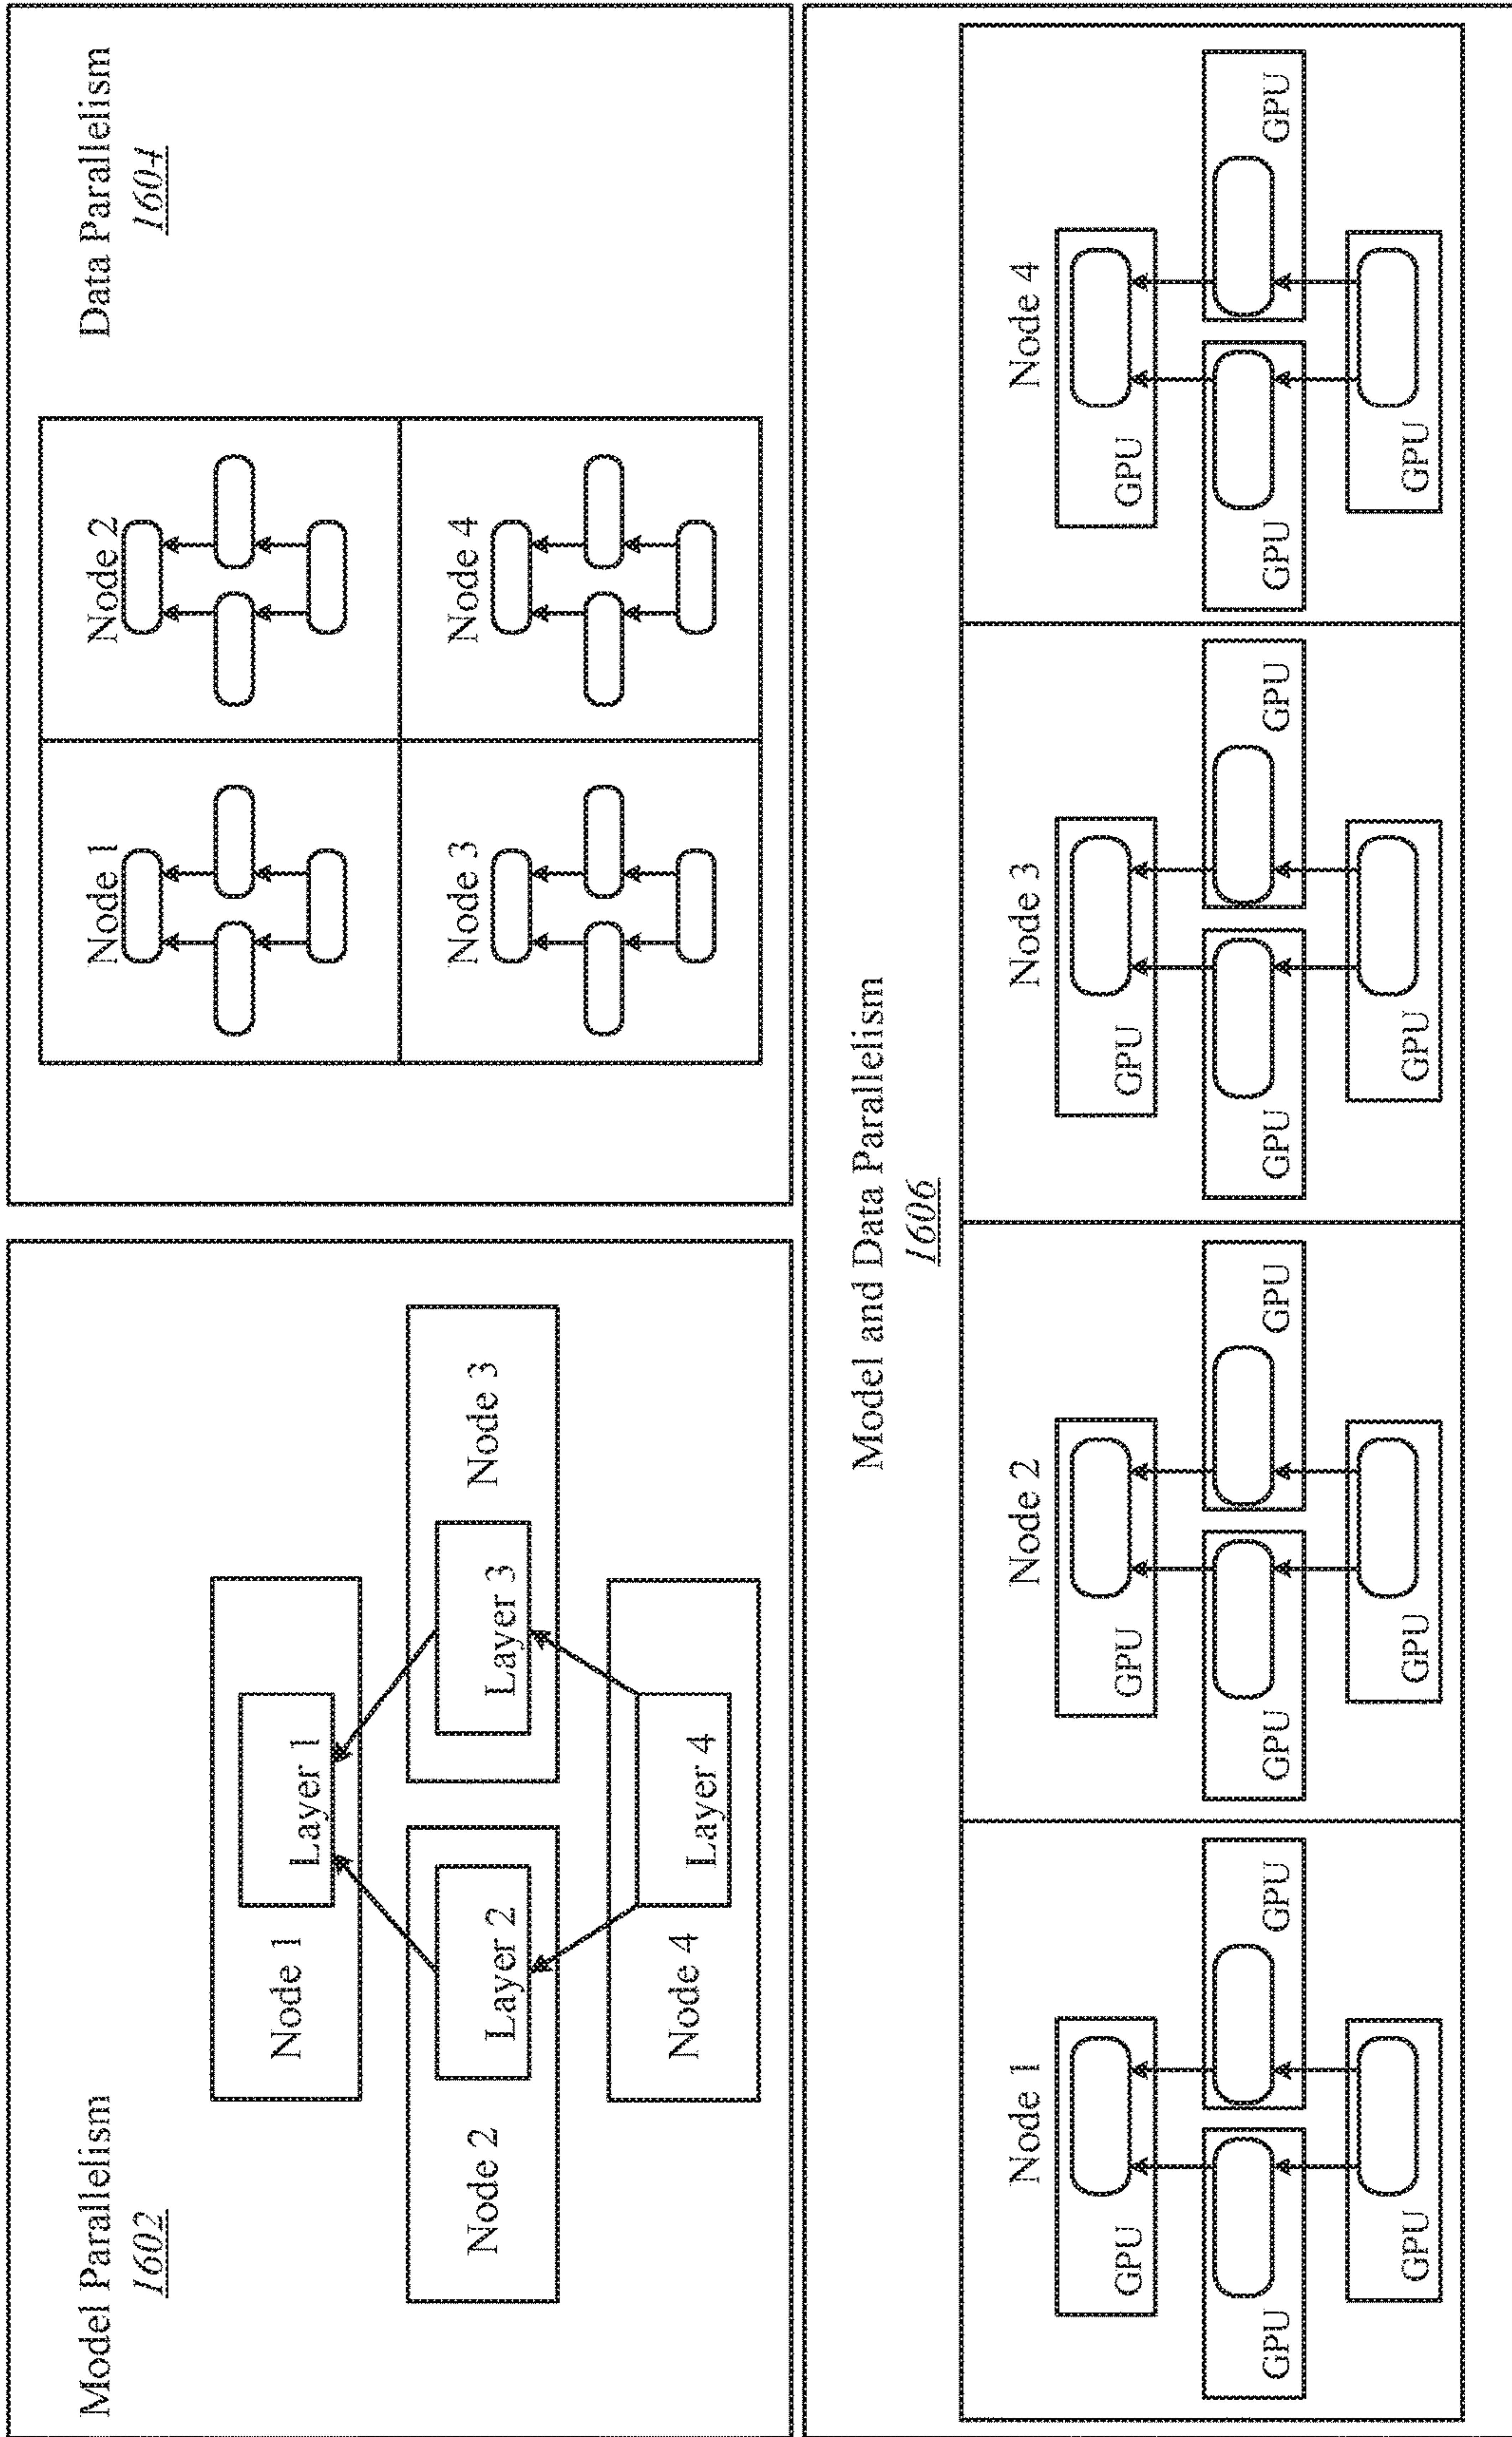 Model Parallelism
1602
Node 1
Layer 1
Node 2
Layer 2
Layer 3
Node 3
Node 4
Layer 4
Data Parallelism
1604
Node 1
Node 2
Node 3
Node 4
Model and Data Parallelism
1606
Node 1
GPU
GPU
GPU
GPU
Node 2
GPU
GPU
GPU
GPU
Node 3
GPU
GPU
GPU
GPU
Node 4
GPU
GPU
GPU
GPU